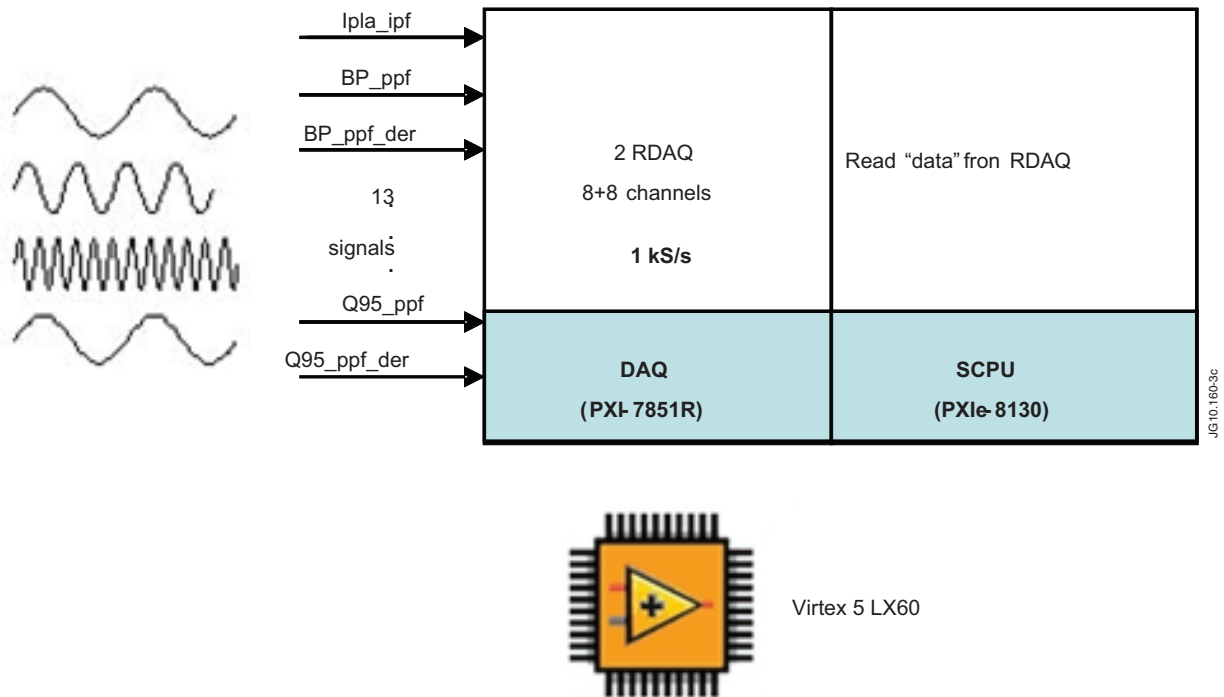 Ipla_ipf
BP_ppf
BP_ppf_der
13
signals
Q95_ppf
Q95_ppf_der
2 RDAQ
8+8 channels
1 kS/s
Read “data” fron RDAQ
DAQ
(PXI-7851R)
SCPU
(PXIe-8130)
JG10.160-3c
Virtex 5 LX60